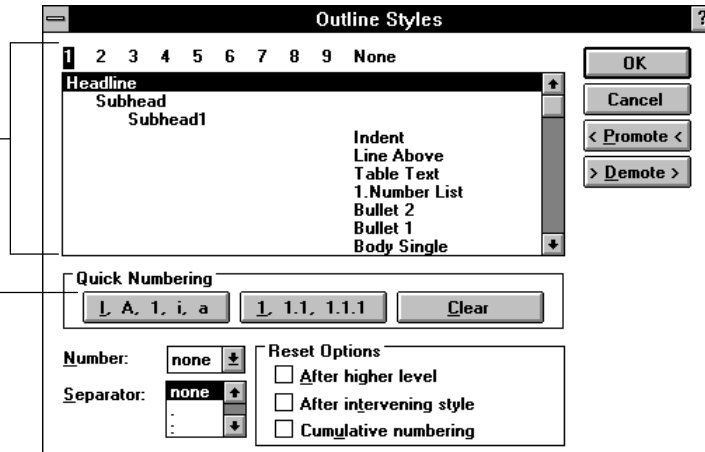 Outline Styles ?
1 2 3 4 5 6 7 8 9 None
Headline
Subhead
Subhead1
Indent
Line Above
Table Text
1.Number List
Bullet 2
Bullet 1
Body Single
OK
Cancel
< Promote <
> Demote >
Quick Numbering
I, A, 1, i, a
1, 1.1, 1.1.1
Clear
Number: none
Separator: none
.
:
Reset Options
After higher level
After intervening style
Cumulative numbering